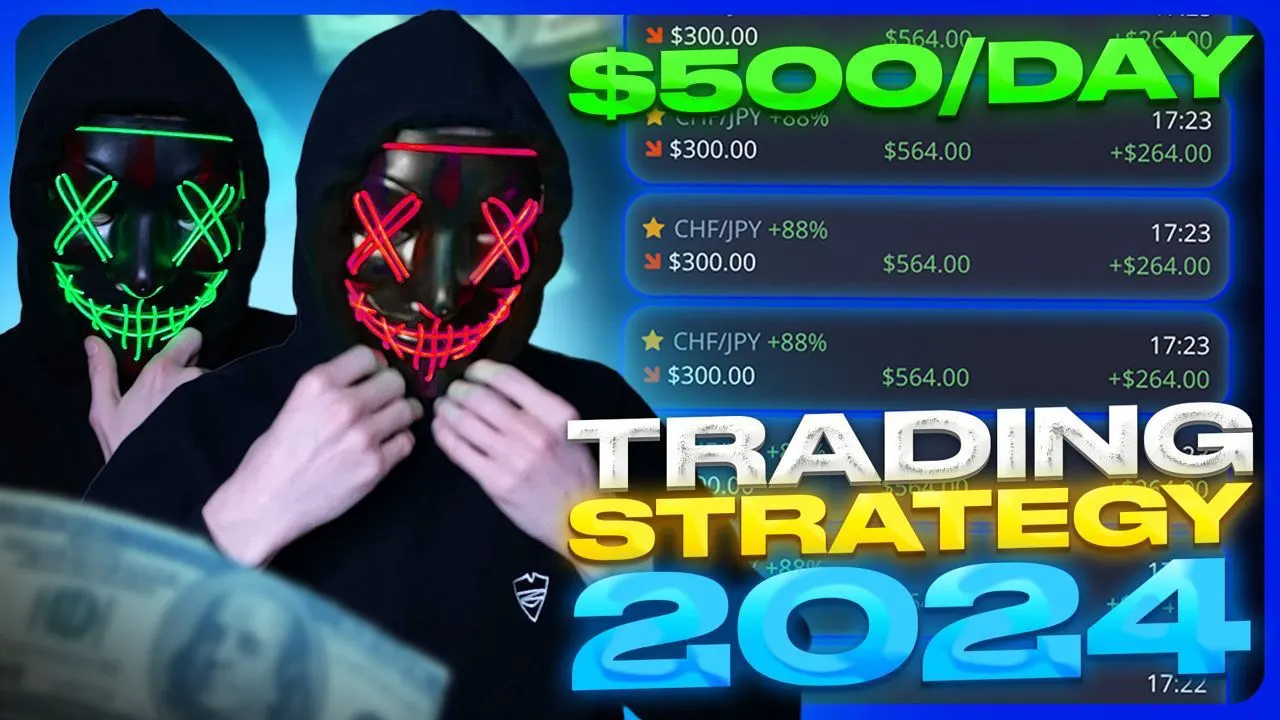 $300.00 $564.00 +$264.00
$500/DAY
CHF/JPY +88% 17:23
$300.00 $564.00 +$264.00
CHF/JPY +88% 17:23
$300.00 $564.00 +$264.00
CHF/JPY +88% 17:23
$300.00 $564.00 +$264.00
TRADING
STRATEGY
2024
17:22